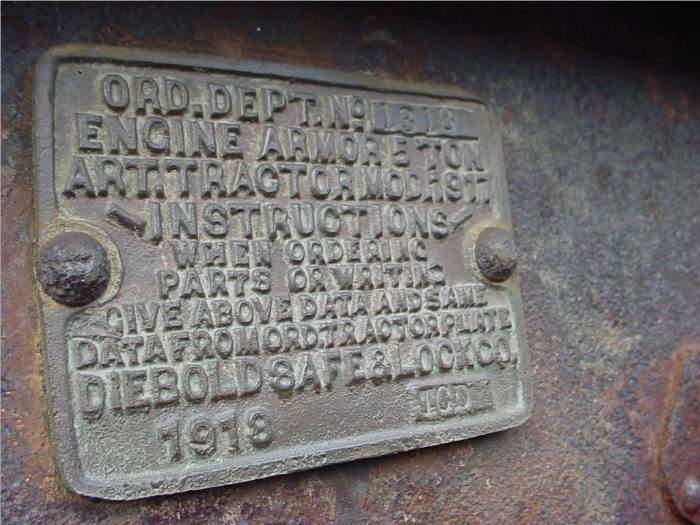 ORD. DEPT. No 1818
ENGINE ARMOR 5 TON
ART. TRACTOR MOD. 1917
INSTRUCTIONS
WHEN ORDERING
PARTS OR WRITING
GIVE ABOVE DATA AND SAME
DATA FROM ORD TRACTOR PLATE
DIEBOLD SAFE & LOCK CO.
1918